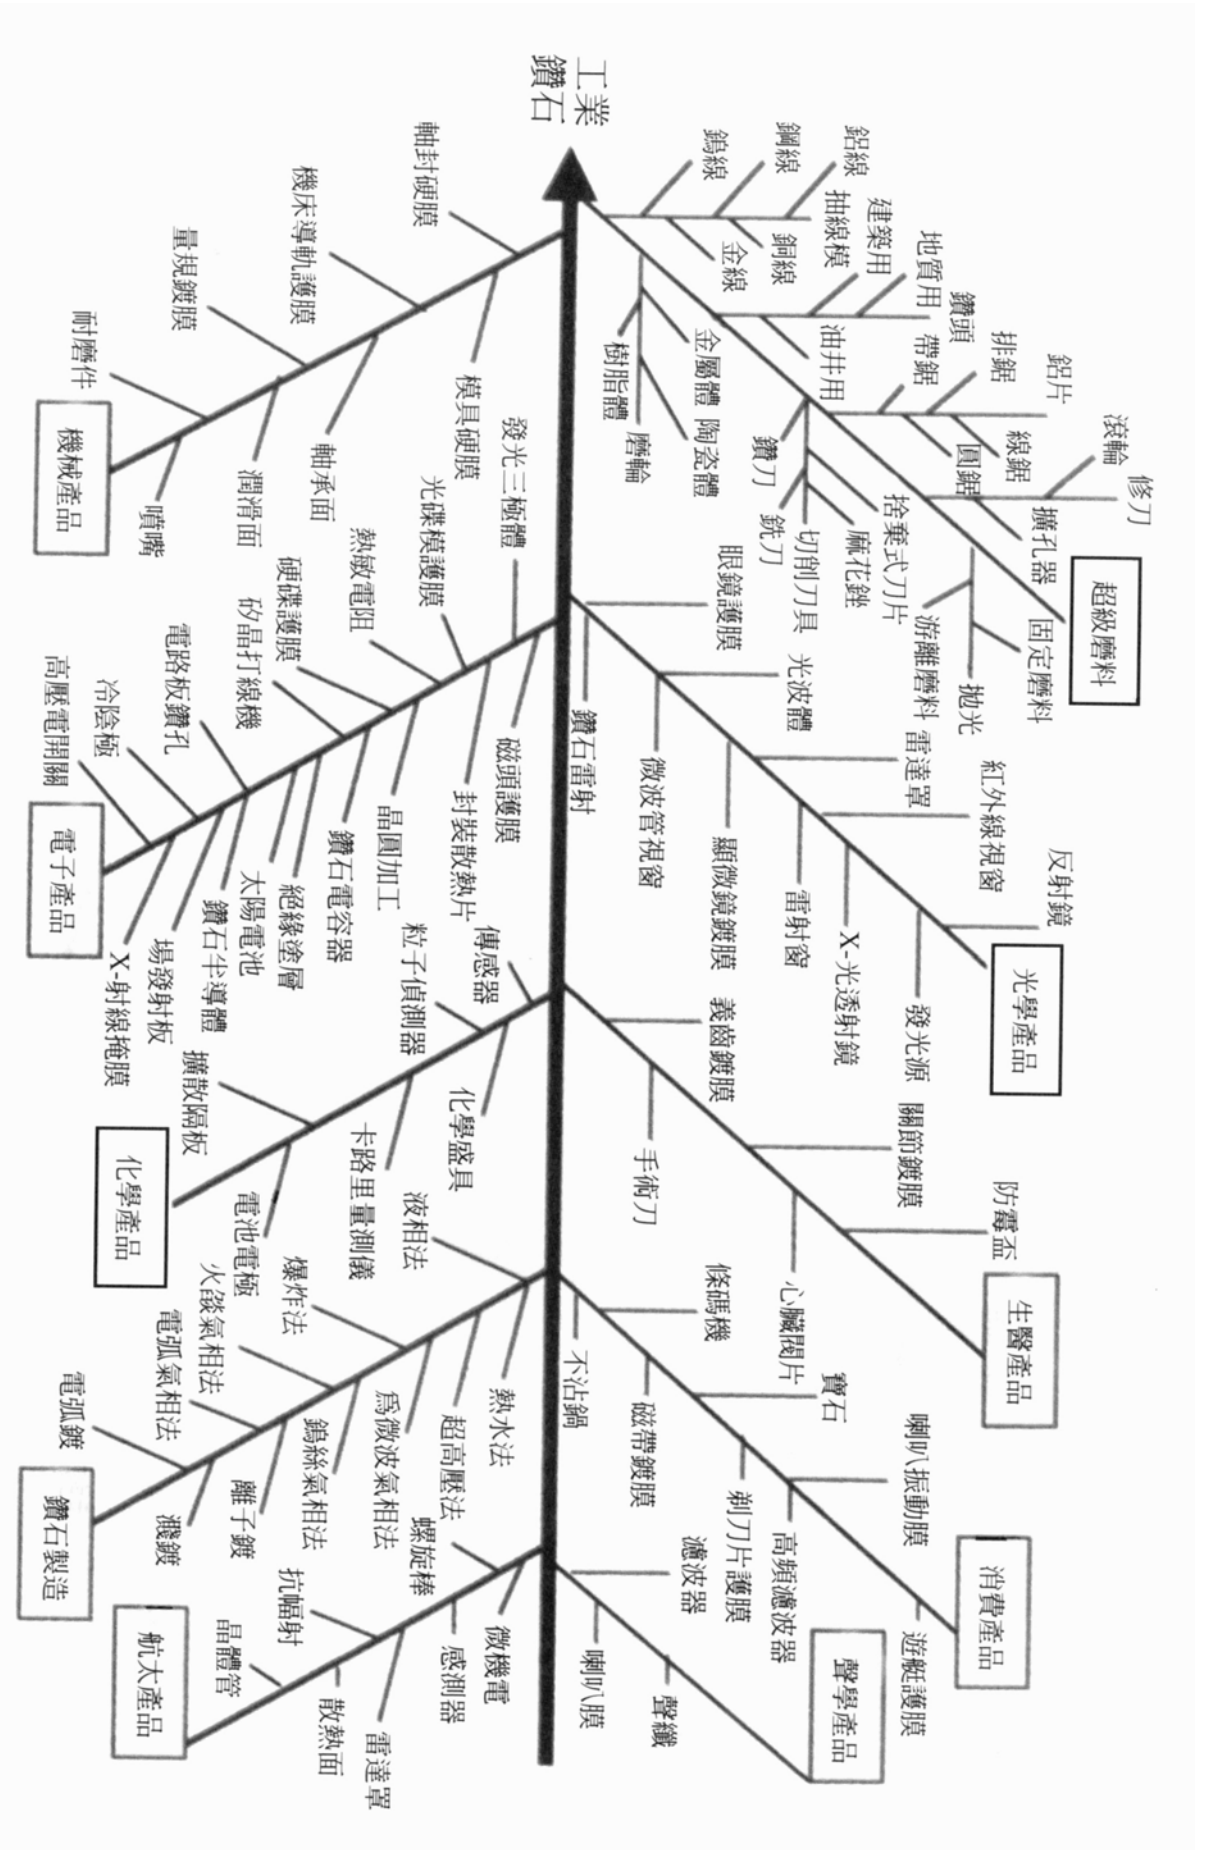 工業
鑽石
超級磨料
鋁線
鋼線
鎢線
抽線模
銅線
金線
建築用
地質用
鑽頭
油井用
金屬體
陶瓷體
樹脂體
磨輪
帶鋸
排鋸
鋁片
線鋸
圓鋸
滾輪
修刀
擴孔器
鑽刀
銑刀
切削刀具
麻花銼
捨棄式刀片
游離磨料
拋光
固定磨料
光學產品
眼鏡護膜
光波體
雷達罩
紅外線視窗
反射鏡
鑽石雷射
微波管視窗
顯微鏡鍍膜
雷射窗
X-光透射鏡
發光源
生醫產品
義齒鍍膜
關節鍍膜
防霉盃
手術刀
心臟閥片
消費產品
條碼機
寶石
喇叭振動膜
不沾鍋
磁帶鍍膜
剃刀片護膜
高頻濾波器
遊艇護膜
聲學產品
濾波器
喇叭膜
聲纖
機械產品
軸封硬膜
機床導軌護膜
量規鍍膜
耐磨件
模具硬膜
軸承面
潤滑面
噴嘴
電子產品
發光三極體
光碟模護膜
熱敏電阻
硬碟護膜
矽晶打線機
電路板鑽孔
冷陰極
高壓電開關
磁頭護膜
封裝散熱片
晶圓加工
鑽石電容器
絕緣塗層
太陽電池
鑽石半導體
場發射板
X-射線掩膜
化學產品
傳感器
粒子偵測器
擴散隔板
化學盛具
卡路里量測儀
電池電極
鑽石製造
液相法
爆炸法
火燄氣相法
電弧氣相法
電弧鍍
熱水法
超高壓法
爲微波氣相法
鎢絲氣相法
離子鍍
濺鍍
航太產品
螺旋棒
抗幅射
晶體管
微機電
感測器
雷達罩
散熱面